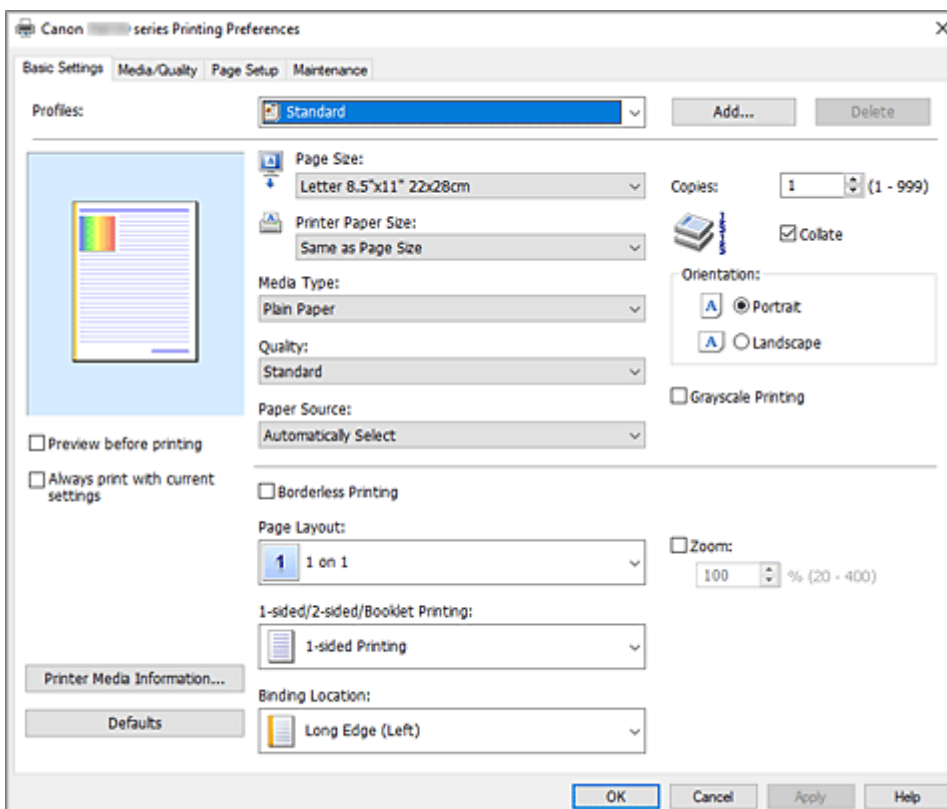 Canon series Printing Preferences
Basic Settings Media/Quality Page Setup Maintenance
Profiles: Standard Add... Delete
Page Size:
Letter 8.5"x11" 22x28cm
Copies: 1 (1 - 999)
Printer Paper Size:
Same as Page Size
Collate
Media Type:
Plain Paper
Orientation:
A Portrait
A Landscape
Quality:
Standard
Grayscale Printing
Paper Source:
Automatically Select
Preview before printing
Always print with current
settings
Borderless Printing
Page Layout:
1 1 on 1
Zoom:
100 % (20 - 400)
1-sided/2-sided/Booklet Printing:
1-sided Printing
Printer Media Information...
Binding Location:
Long Edge (Left)
Defaults
OK Cancel Apply Help